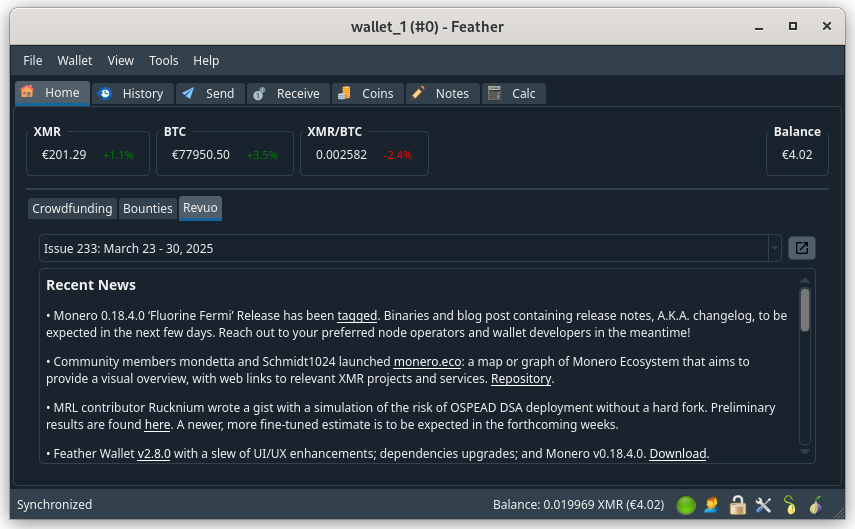 wallet_1 (#0) - Feather
File Wallet View Tools Help
Home History Send Receive Coins Notes Calc
XMR BTC XMR/BTC Balance
€201.29 +1.1% €77950.50 +3.5% 0.002582 -2.4% €4.02
Crowdfunding Bounties Revuo
Issue 233: March 23 - 30, 2025
Recent News
• Monero 0.18.4.0 ‘Fluorine Fermi’ Release has been tagged. Binaries and blog post containing release notes, A.K.A. changelog, to be
expected in the next few days. Reach out to your preferred node operators and wallet developers in the meantime!
• Community members mondetta and Schmidt1024 launched monero.eco: a map or graph of Monero Ecosystem that aims to
provide a visual overview, with web links to relevant XMR projects and services. Repository.
• MRL contributor Rucknium wrote a gist with a simulation of the risk of OSPEAD DSA deployment without a hard fork. Preliminary
results are found here. A newer, more fine-tuned estimate is to be expected in the forthcoming weeks.
• Feather Wallet v2.8.0 with a slew of UI/UX enhancements; dependencies upgrades; and Monero v0.18.4.0. Download.
Synchronized Balance: 0.019969 XMR (€4.02)